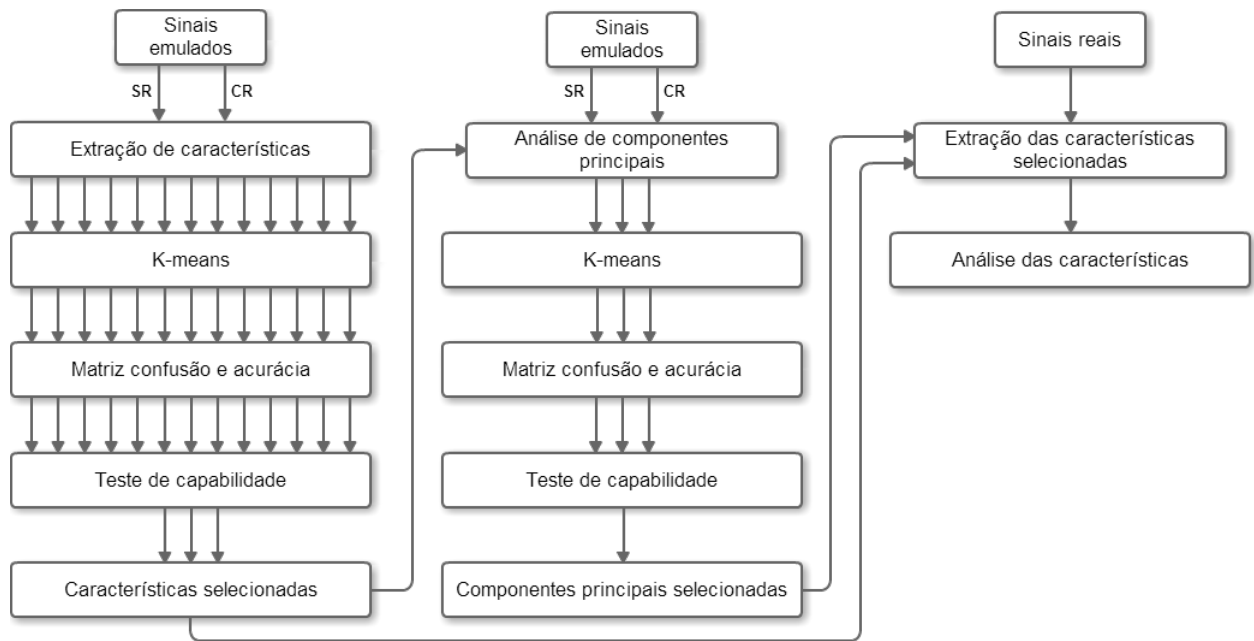 Sinais
emulados
SR
CR
Extração de características
K-means
Matriz confusão e acurácia
Teste de capabilidade
Características selecionadas
Sinais
emulados
SR
CR
Análise de componentes
principais
K-means
Matriz confusão e acurácia
Teste de capabilidade
Componentes principais selecionadas
Sinais reais
Extração das características
selecionadas
Análise das características